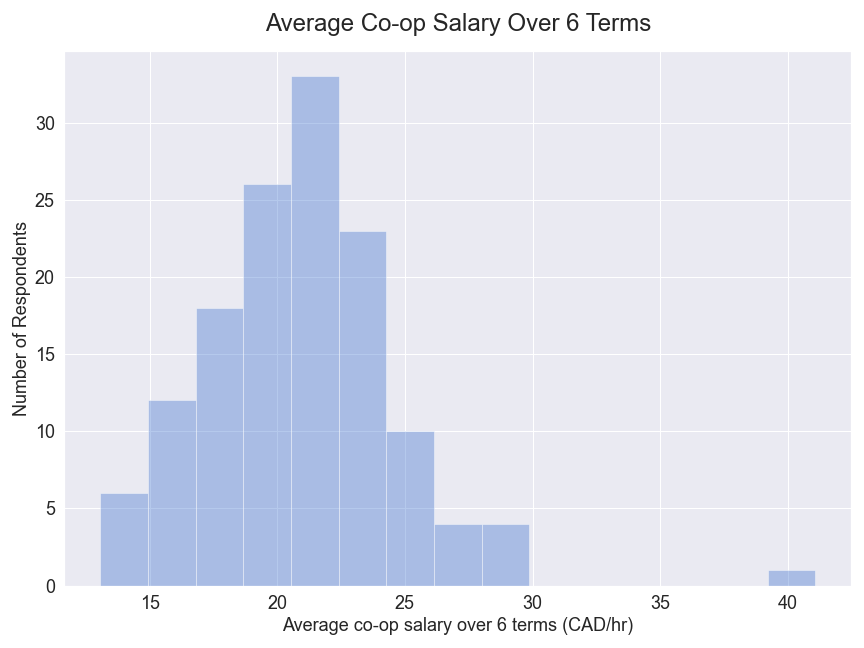 Average Co-op Salary Over 6 Terms
Number of Respondents
30
25
20
15
10
5
0
15 20 25 30 35 40
Average co-op salary over 6 terms (CAD/hr)